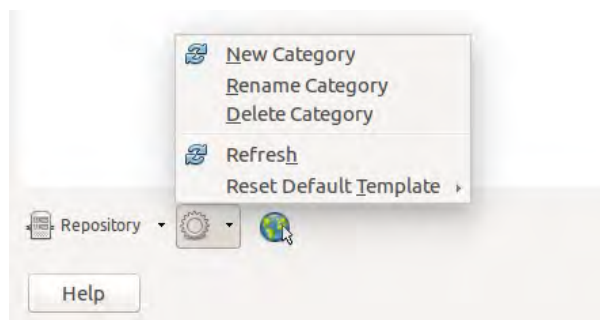 New Category
Rename Category
Delete Category
Refresh
Reset Default Template
Repository
Help